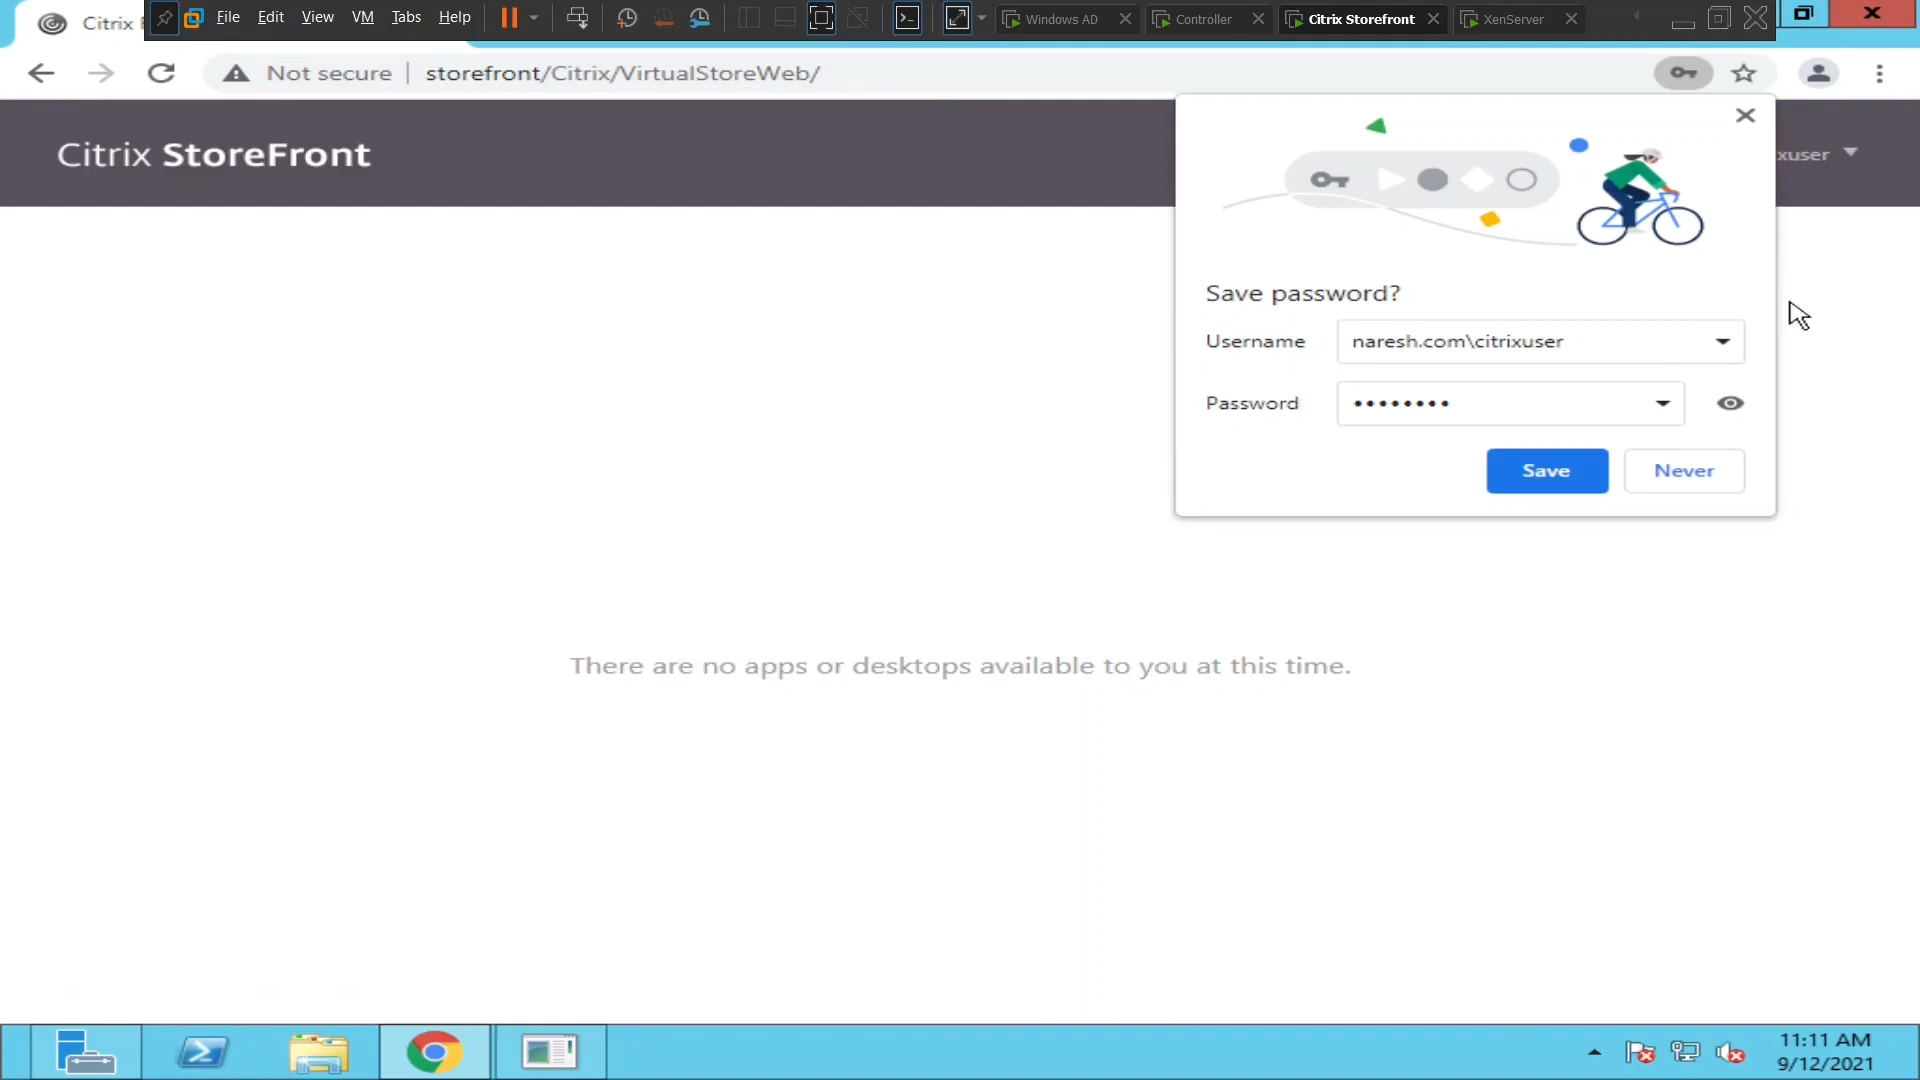 Citrix
File Edit View VM Tabs Help
Windows AD
Controller
Citrix Storefront
XenServer
Not secure | storefront/Citrix/VirtualStoreWeb/
Citrix StoreFront
xuser
Save password?
Username naresh.com\citrixuser
Password ••••••••
Save Never
There are no apps or desktops available to you at this time.
11:11 AM
9/12/2021